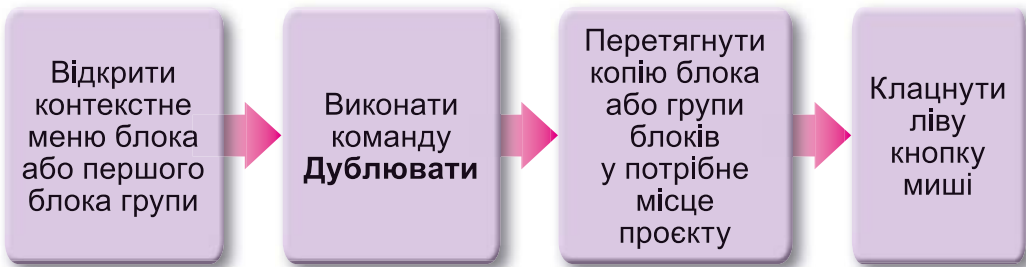 Відкрити
контекстне
меню блока
або першого
блока групи
Виконати
команду
Дублювати
Перетягнути
копію блока
або групи
блоків
у потрібне
місце
проєкту
Клацнути
ліву
кнопку
миші